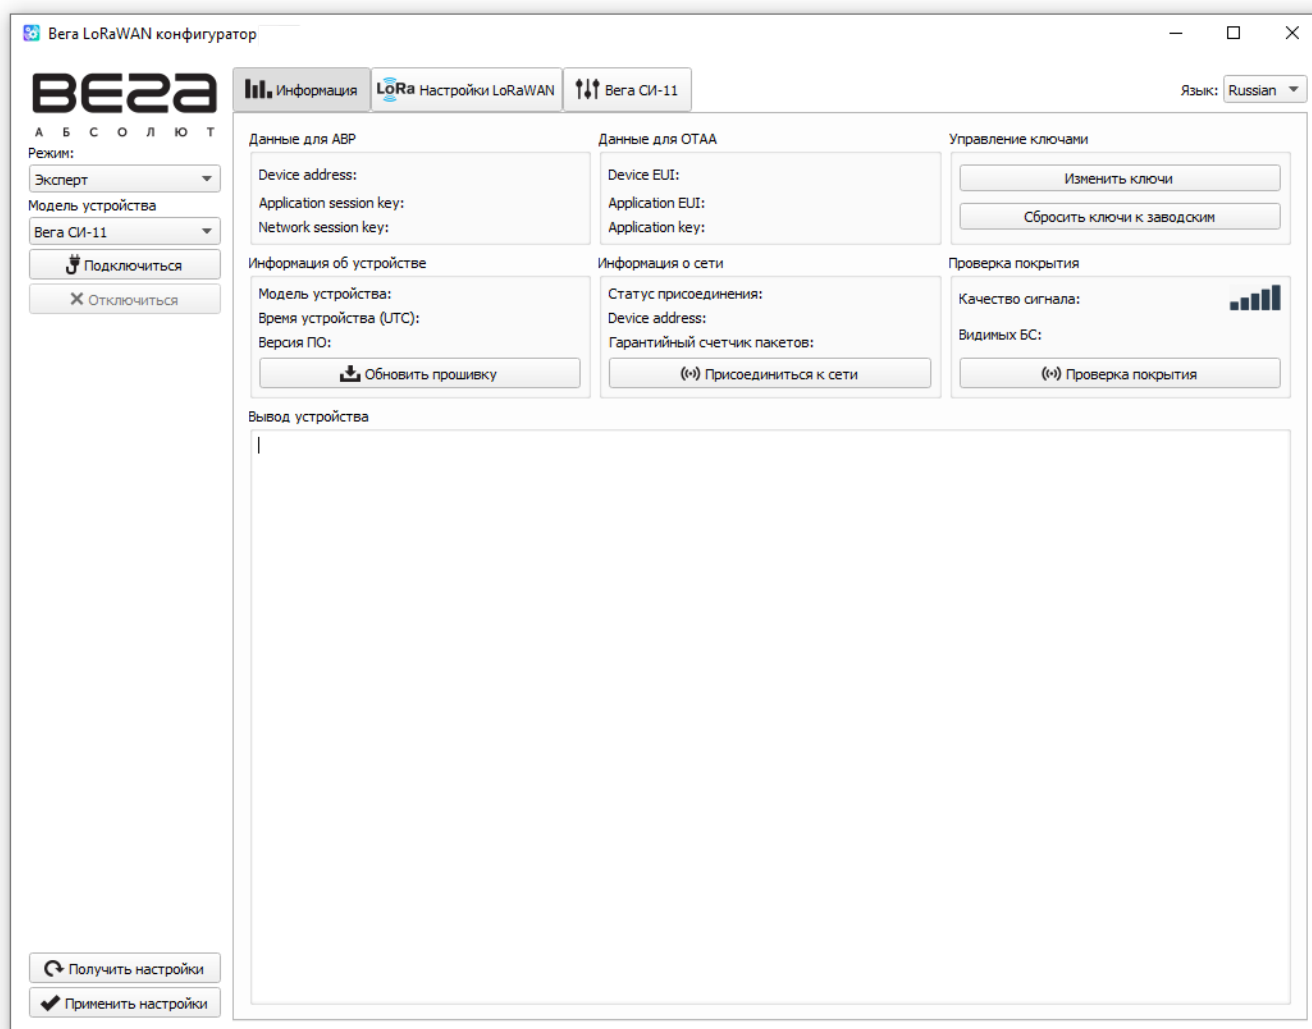 Вега LoRaWAN конфигуратор
ВЕГА
АБСОЛЮТ
Режим:
Эксперт
Модель устройства
Вега СИ-11
Подключиться
Отключиться
Получить настройки
Применить настройки
Информация
LoRa Настройки LoRaWAN
Вега СИ-11
Язык: Russian
Данные для ABP
Device address:
Application session key:
Network session key:
Данные для OTAA
Device EUI:
Application EUI:
Application key:
Управление ключами
Изменить ключи
Сбросить ключи к заводским
Информация об устройстве
Модель устройства:
Время устройства (UTC):
Версия ПО:
Обновить прошивку
Информация о сети
Статус присоединения:
Device address:
Гарантийный счетчик пакетов:
Присоединиться к сети
Проверка покрытия
Качество сигнала:
Видимых БС:
Проверка покрытия
Вывод устройства